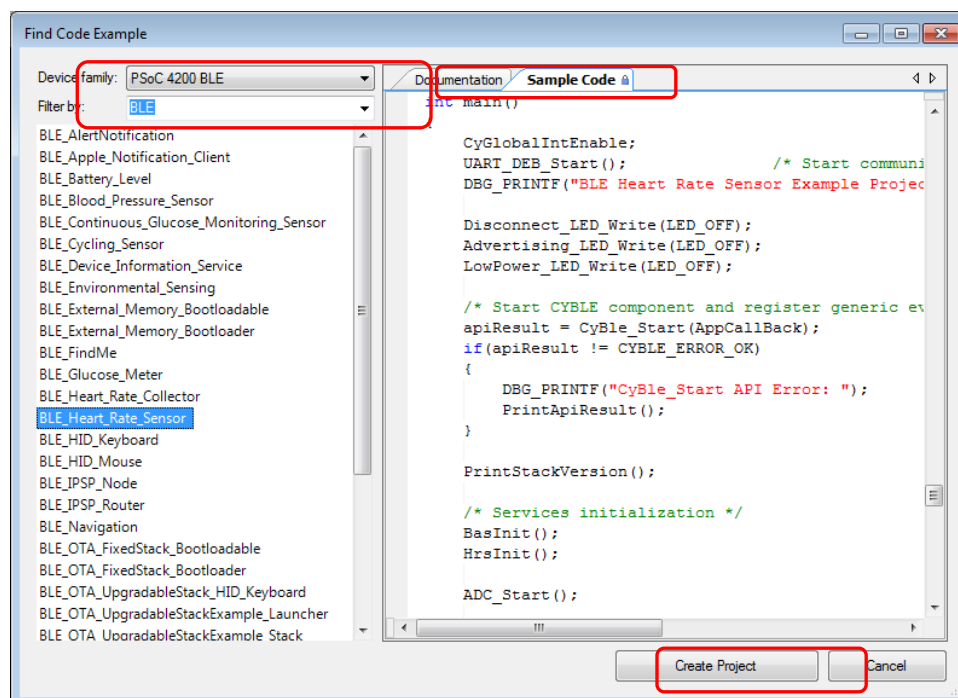 Find Code Example
Device family: PSoC 4200 BLE
Filter by: BLE
BLE_AlertNotification
BLE_Apple_Notification_Client
BLE_Battery_Level
BLE_Blood_Pressure_Sensor
BLE_Continuous_Glucose_Monitoring_Sensor
BLE_Cycling_Sensor
BLE_Device_Information_Service
BLE_Environmental_Sensing
BLE_External_Memory_Bootloadable
BLE_External_Memory_Bootloader
BLE_FindMe
BLE_Glucose_Meter
BLE_Heart_Rate_Collector
BLE_Heart_Rate_Sensor
BLE_HID_Keyboard
BLE_HID_Mouse
BLE_IPSP_Node
BLE_IPSP_Router
BLE_Navigation
BLE_OTA_FixedStack_Bootloadable
BLE_OTA_FixedStack_Bootloader
BLE_OTA_UpgradableStack_HID_Keyboard
BLE_OTA_UpgradableStackExample_Launcher
BLE_OTA_UpgradableStackExample_Stack
Documentation Sample Code
int main()
{
CyGlobalIntEnable;
UART_DEB_Start(); /* Start communi
DBG_PRINTF("BLE Heart Rate Sensor Example Projec
Disconnect_LED_Write(LED_OFF);
Advertising_LED_Write(LED_OFF);
LowPower_LED_Write(LED_OFF);
/* Start CYBLE component and register generic ev
apiResult = CyBle_Start(AppCallBack);
if(apiResult != CYBLE_ERROR_OK)
{
DBG_PRINTF("CyBle_Start API Error: ");
PrintApiResult();
}
PrintStackVersion();
/* Services initialization */
BasInit();
HrsInit();
ADC_Start();
Create Project Cancel